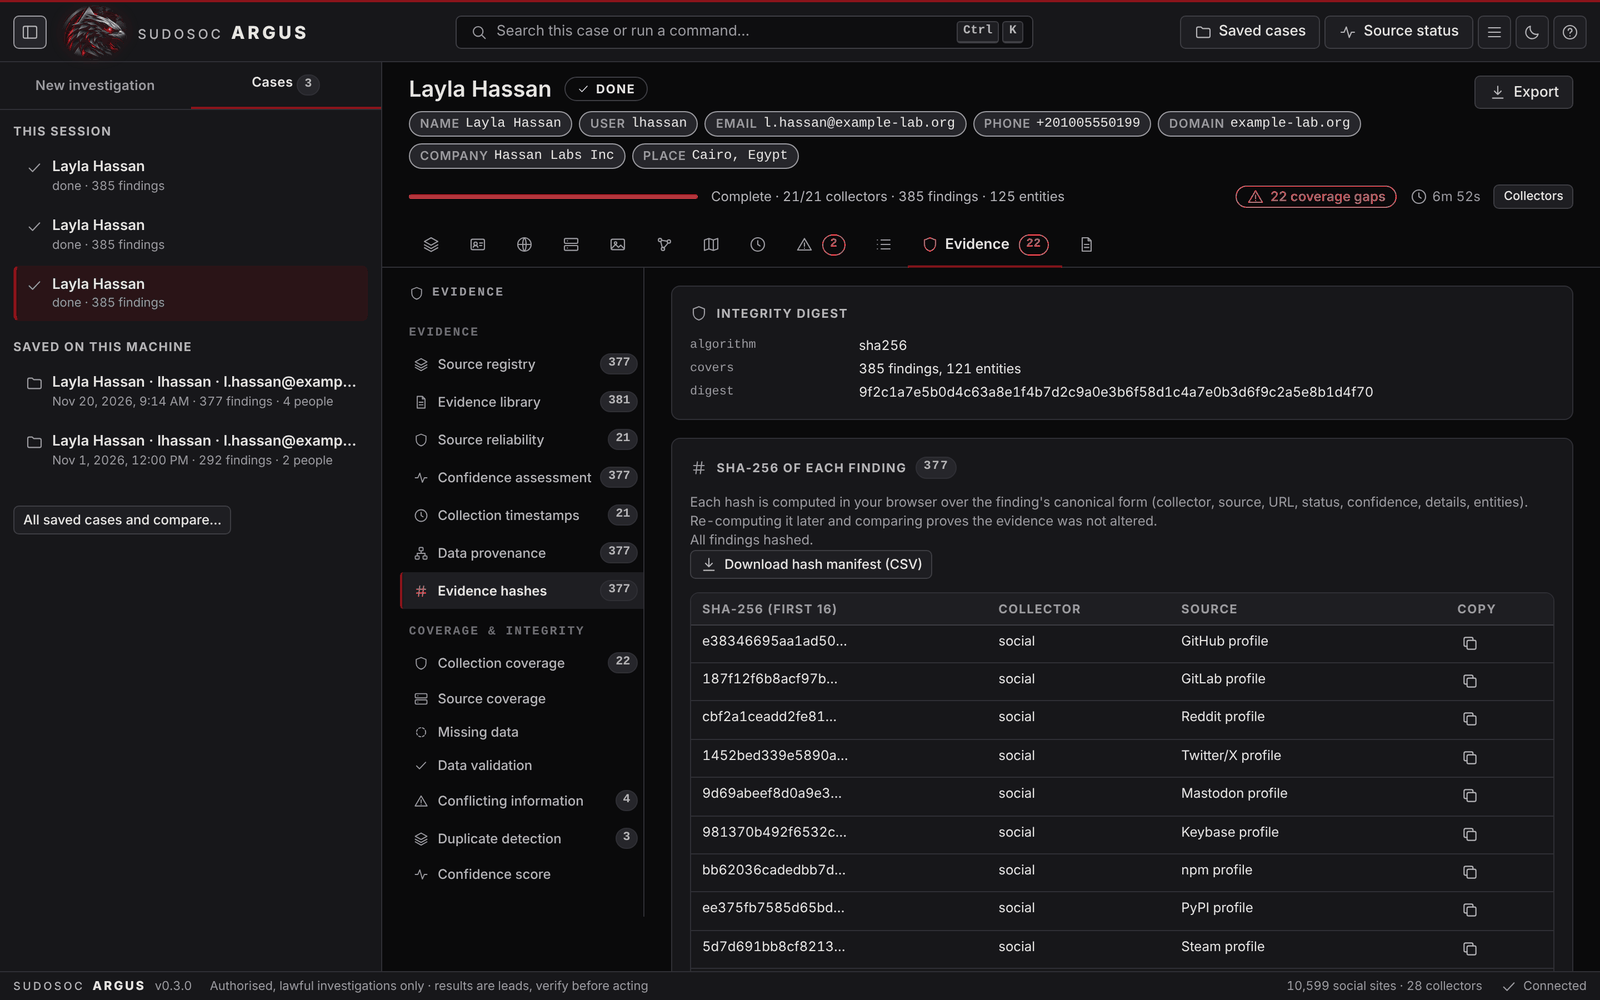 SUDOSOC ARGUS
Search this case or run a command...
Ctrl K
Saved cases
Source status
New investigation
Cases 3
THIS SESSION
Layla Hassan
done · 385 findings
Layla Hassan
done · 385 findings
Layla Hassan
done · 385 findings
SAVED ON THIS MACHINE
Layla Hassan · lhassan · l.hassan@examp...
Nov 20, 2026, 9:14 AM · 377 findings · 4 people
Layla Hassan · lhassan · l.hassan@examp...
Nov 1, 2026, 12:00 PM · 292 findings · 2 people
All saved cases and compare...
Layla Hassan
DONE
Export
NAME Layla Hassan
USER lhassan
EMAIL l.hassan@example-lab.org
PHONE +201005550199
DOMAIN example-lab.org
COMPANY Hassan Labs Inc
PLACE Cairo, Egypt
Complete · 21/21 collectors · 385 findings · 125 entities
22 coverage gaps
6m 52s
Collectors
2
Evidence 22
EVIDENCE
EVIDENCE
Source registry 377
Evidence library 381
Source reliability 21
Confidence assessment 377
Collection timestamps 21
Data provenance 377
Evidence hashes 377
COVERAGE & INTEGRITY
Collection coverage 22
Source coverage
Missing data
Data validation
Conflicting information 4
Duplicate detection 3
Confidence score
INTEGRITY DIGEST
algorithm sha256
covers 385 findings, 121 entities
digest 9f2c1a7e5b0d4c63a8e1f4b7d2c9a0e3b6f58d1c4a7e0b3d6f9c2a5e8b1d4f70
SHA-256 OF EACH FINDING 377
Each hash is computed in your browser over the finding's canonical form (collector, source, URL, status, confidence, details, entities).
Re-computing it later and comparing proves the evidence was not altered.
All findings hashed.
Download hash manifest (CSV)
SHA-256 (FIRST 16) COLLECTOR SOURCE COPY
e38346695aa1ad50... social GitHub profile
187f12f6b8acf97b... social GitLab profile
cbf2a1ceadd2fe81... social Reddit profile
1452bed339e5890a... social Twitter/X profile
9d69abeef8d0a9e3... social Mastodon profile
981370b492f6532c... social Keybase profile
bb62036cadedbb7d... social npm profile
ee375fb7585d65bd... social PyPI profile
5d7d691bb8cf8213... social Steam profile
SUDOSOC ARGUS v0.3.0 Authorised, lawful investigations only · results are leads, verify before acting
10,599 social sites · 28 collectors
Connected